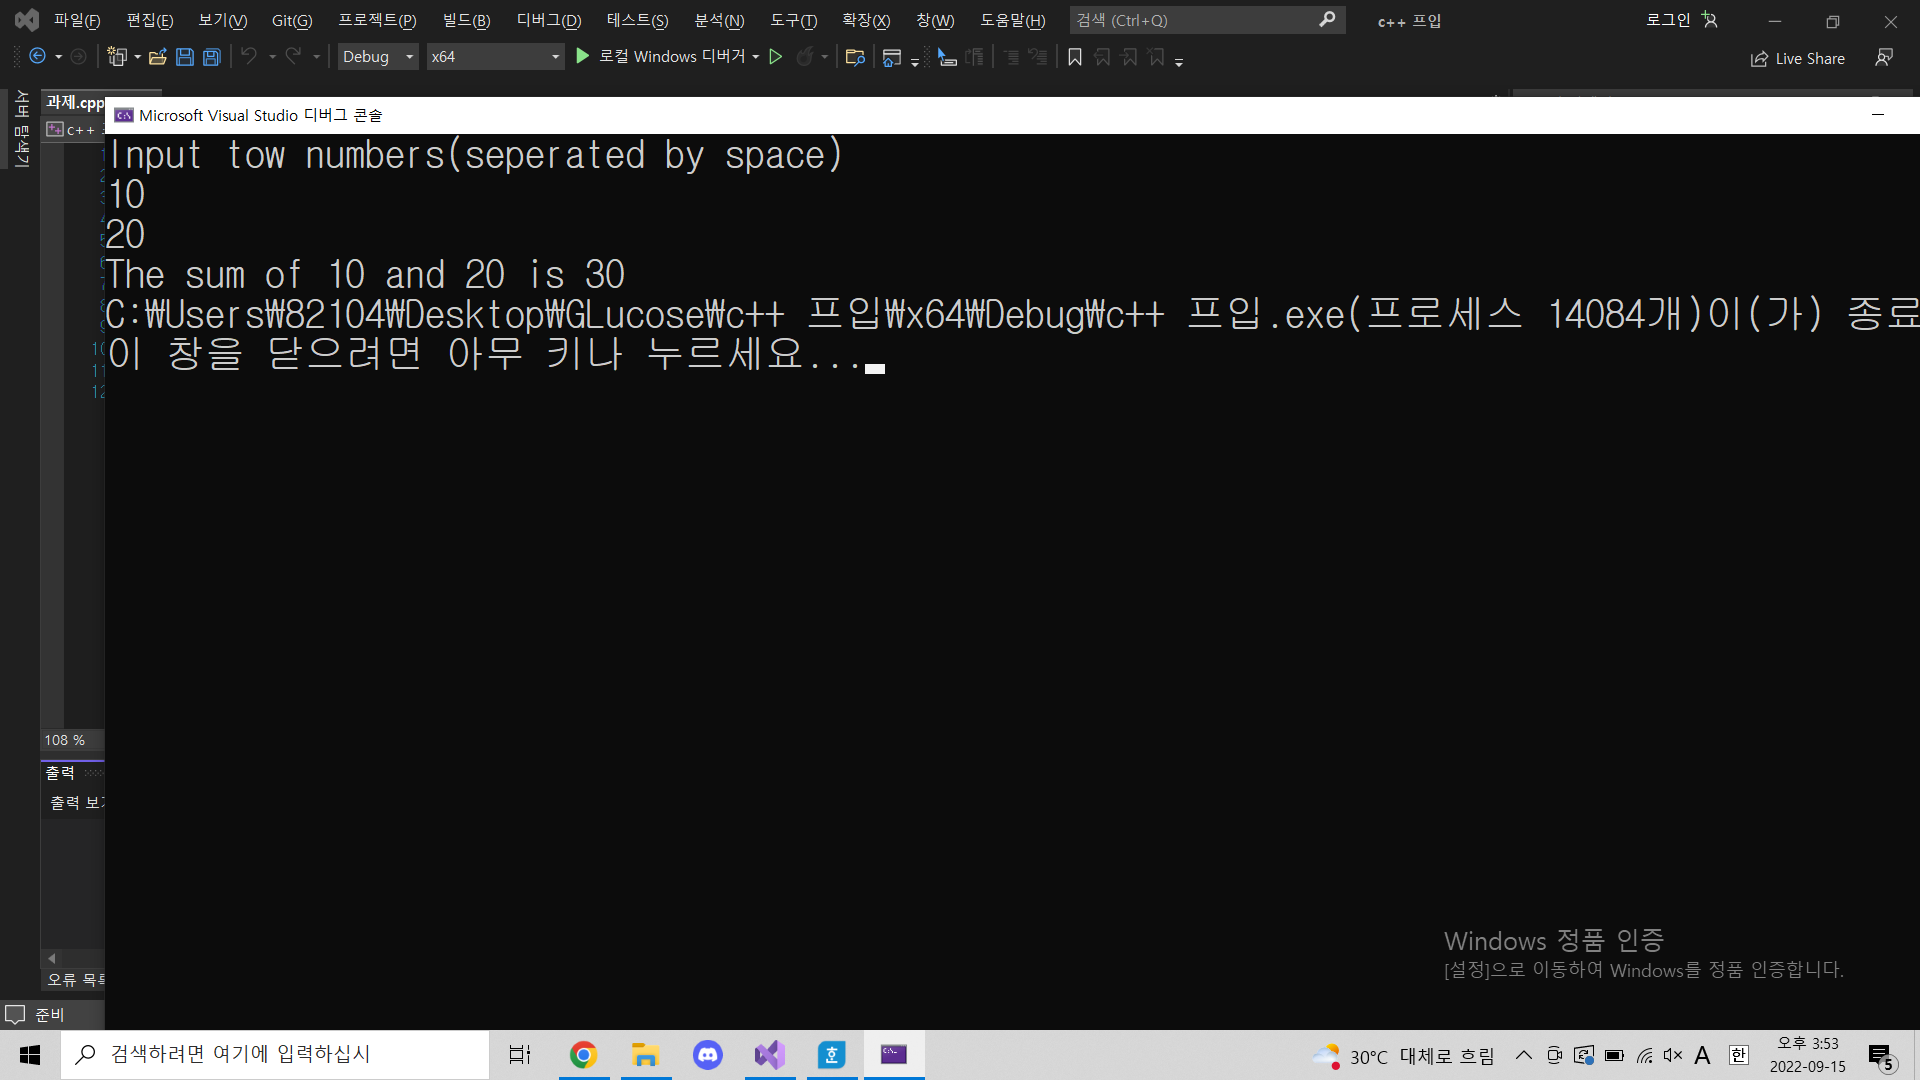 파일(F) 편집(E) 보기(V) Git(G) 프로젝트(P) 빌드(B) 디버그(D) 테스트(S) 분석(N) 도구(T) 확장(X) 창(W) 도움말(H) 검색 (Ctrl+Q) c++ 프입 로그인
Debug x64 로컬 Windows 디버거 Live Share
서버 탐색기
과제.cpp
c++
Microsoft Visual Studio 디버그 콘솔
Input tow numbers(seperated by space)
10
20
The sum of 10 and 20 is 30
C:₩Users₩82104₩Desktop₩GLucose₩c++ 프입₩x64₩Debug₩c++ 프입.exe(프로세스 14084개)이(가) 종료
이 창을 닫으려면 아무 키나 누르세요...
108 %
출력
출력
오류
준비
Windows 정품 인증
[설정]으로 이동하여 Windows를 정품 인증합니다.
검색하려면 여기에 입력하십시
30°C 대체로 흐림
A 한
오후 3:53
2022-09-15
5